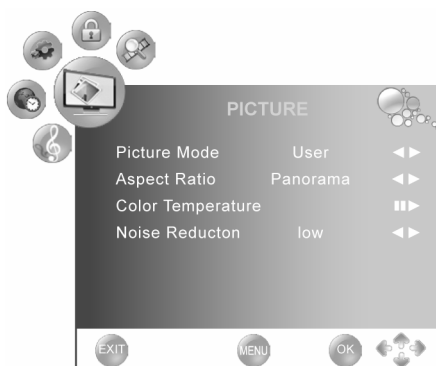 PICTURE
Picture Mode User
Aspect Ratio Panorama
Color Temperature
Noise Reducton low
EXIT MENU OK